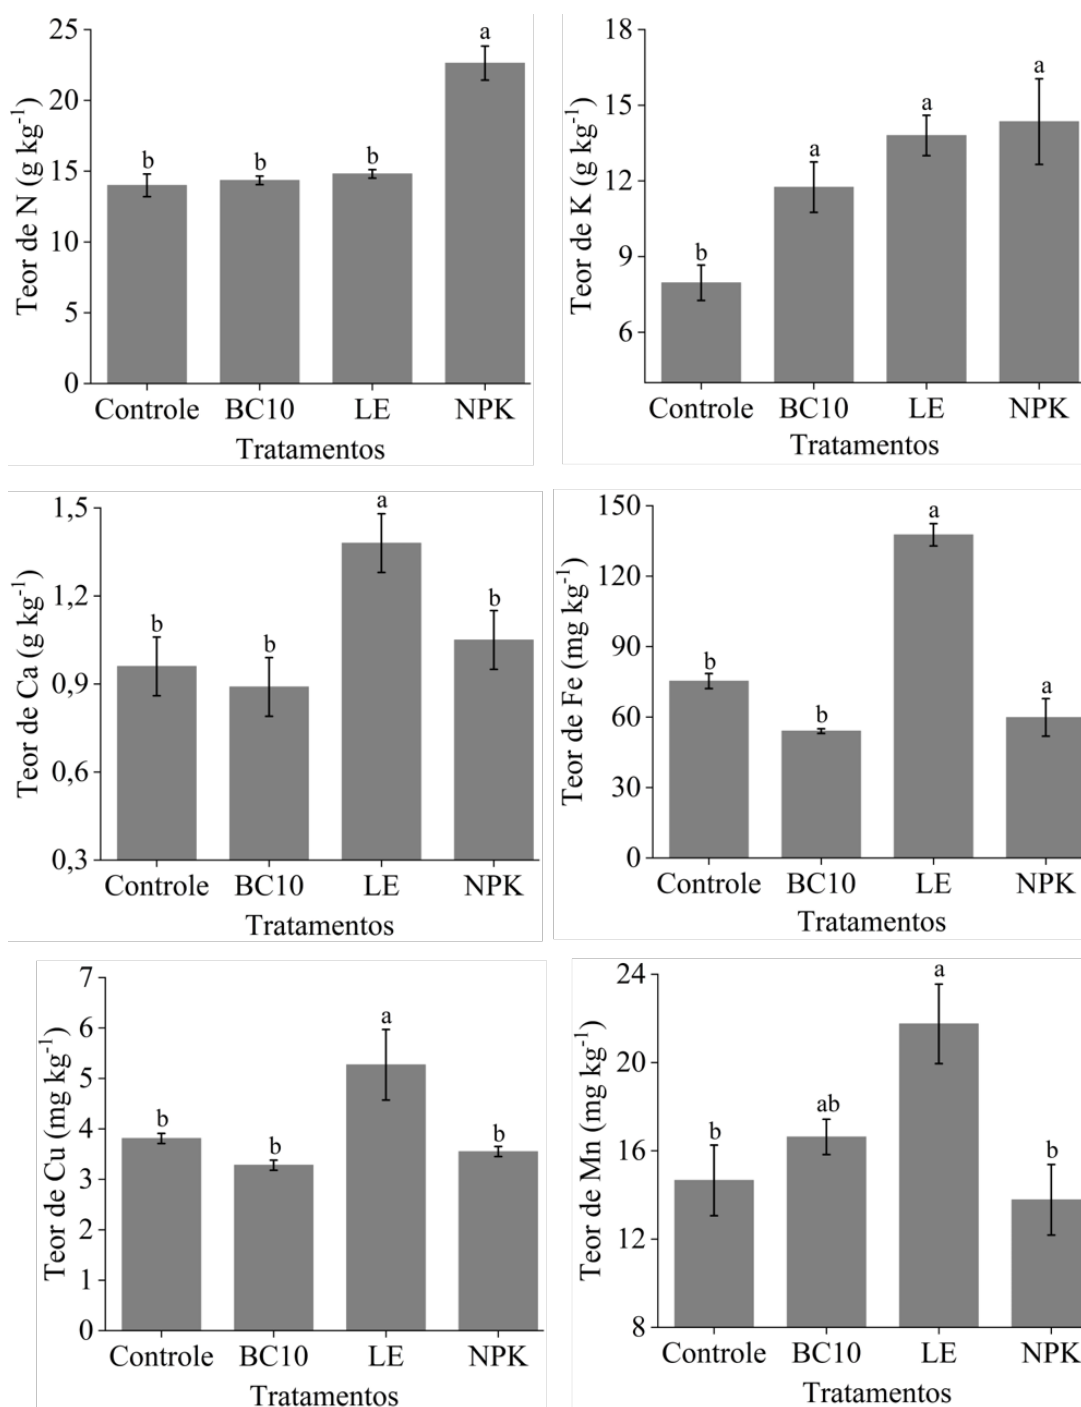 25
20
15
10
5
0
Teor de N (g kg⁻¹)
b
b
b
a
Controle BC10 LE NPK
Tratamentos
18
15
12
9
6
Teor de K (g kg⁻¹)
b
a
a
a
Controle BC10 LE NPK
Tratamentos
1,5
1,2
0,9
0,6
0,3
Teor de Ca (g kg⁻¹)
b
b
a
b
Controle BC10 LE NPK
Tratamentos
150
120
90
60
30
0
Teor de Fe (mg kg⁻¹)
b
b
a
a
Controle BC10 LE NPK
Tratamentos
7
6
5
4
3
2
1
0
Teor de Cu (mg kg⁻¹)
b
b
a
b
Controle BC10 LE NPK
Tratamentos
24
20
16
12
8
Teor de Mn (mg kg⁻¹)
b
ab
a
b
Controle BC10 LE NPK
Tratamentos